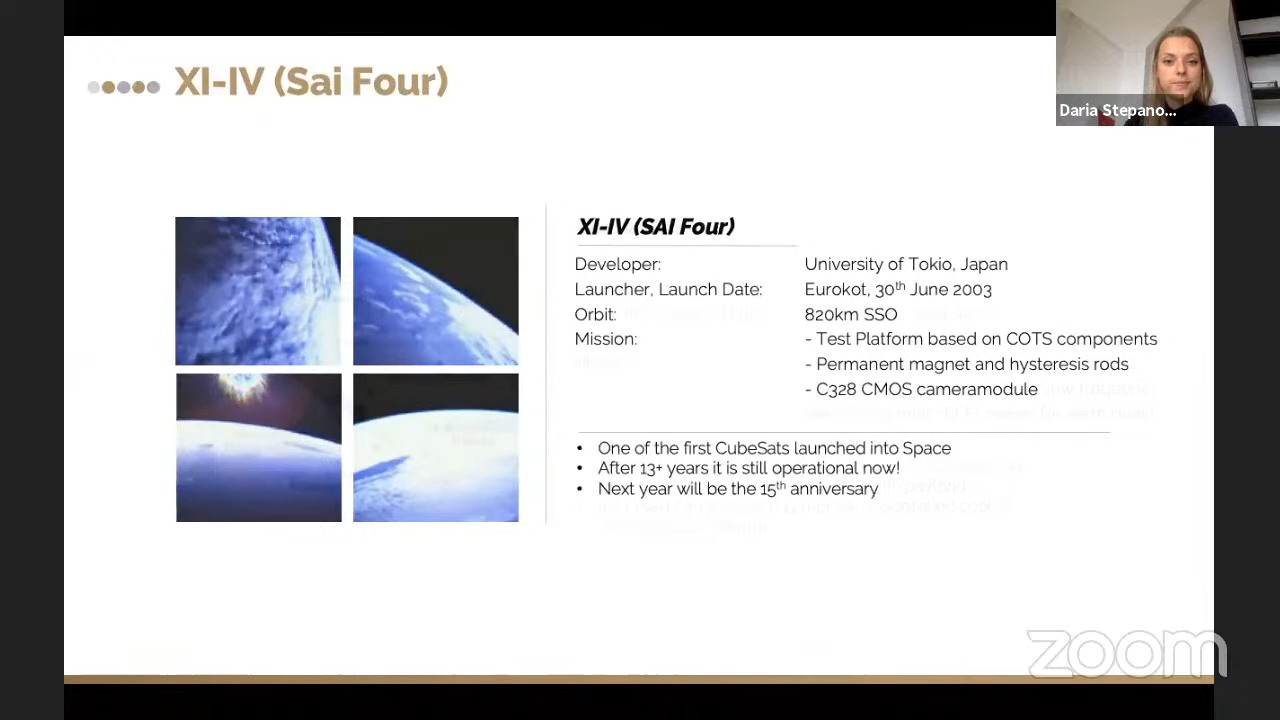 XI-IV (Sai Four)
Daria Stepano...
XI-IV (SAI Four)
Developer: University of Tokio, Japan
Launcher, Launch Date: Eurokot, 30th June 2003
Orbit: 820km SSO
Mission: - Test Platform based on COTS components
- Permanent magnet and hysteresis rods
- C328 CMOS cameramodule
• One of the first CubeSats launched into Space
• After 13+ years it is still operational now!
• Next year will be the 15th anniversary
zoom